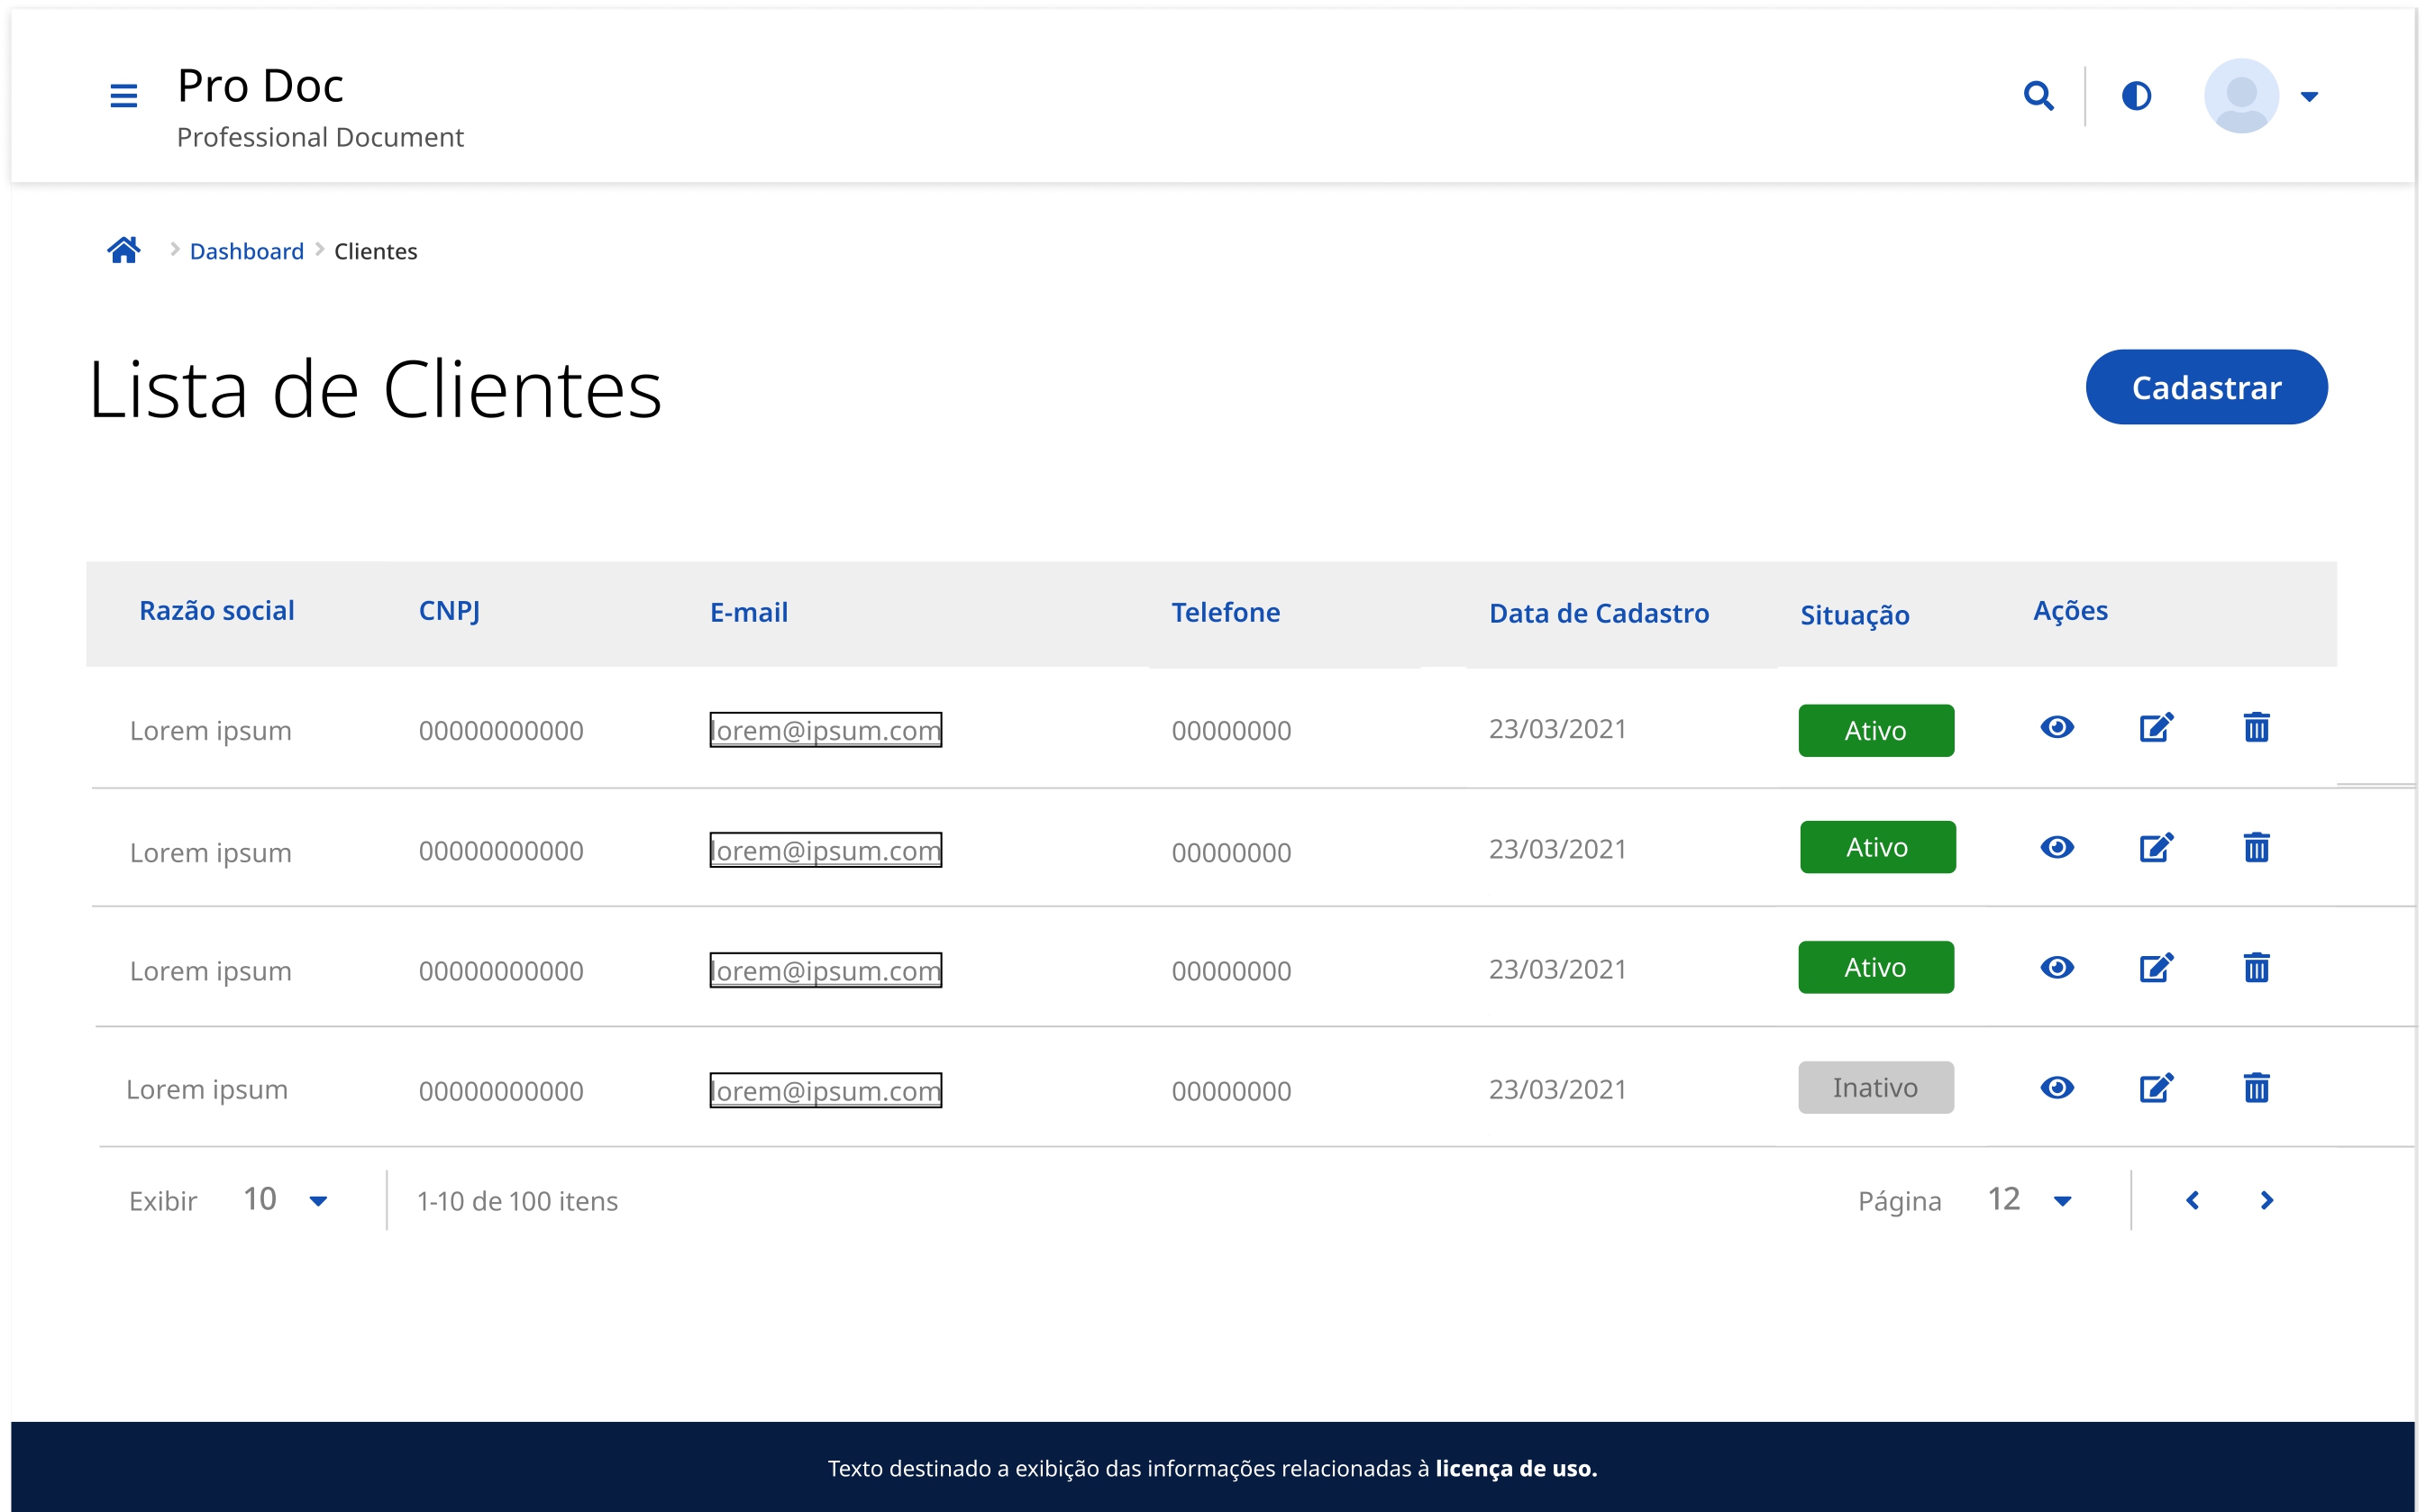 Pro Doc
Professional Document
Dashboard Clientes
Lista de Clientes
Cadastrar
Razão social CNPJ E-mail Telefone Data de Cadastro Situação Ações
Lorem ipsum 00000000000 lorem@ipsum.com 00000000 23/03/2021 Ativo
Lorem ipsum 00000000000 lorem@ipsum.com 00000000 23/03/2021 Ativo
Lorem ipsum 00000000000 lorem@ipsum.com 00000000 23/03/2021 Ativo
Lorem ipsum 00000000000 lorem@ipsum.com 00000000 23/03/2021 Inativo
Exibir 10 1-10 de 100 itens Página 12
Texto destinado a exibição das informações relacionadas à licença de uso.